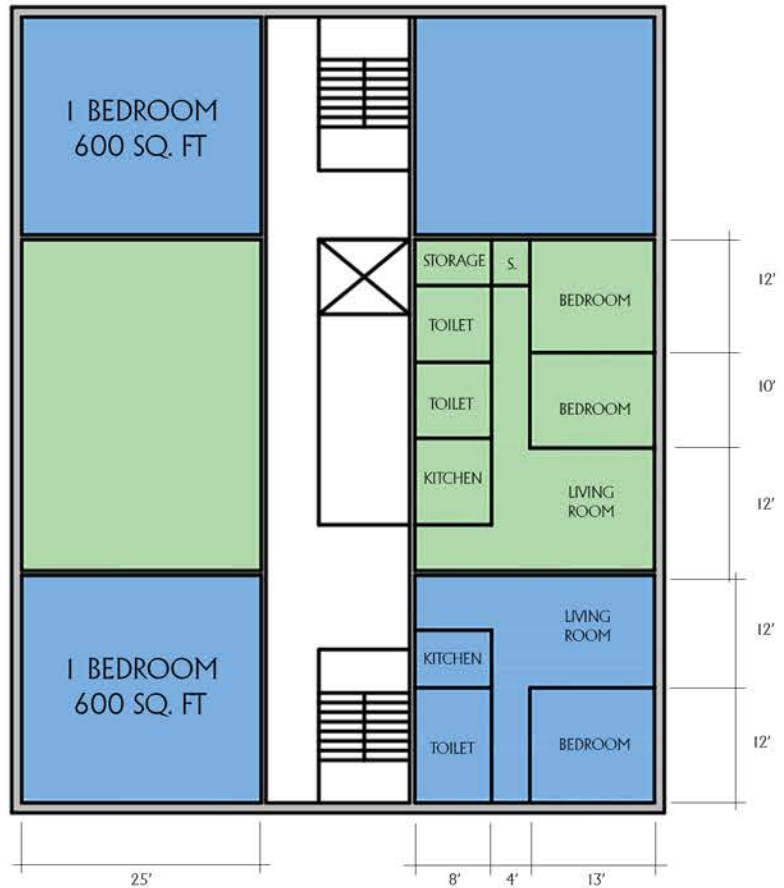 1 BEDROOM
600 SQ. FT
STORAGE
S.
BEDROOM
12'
TOILET
10'
TOILET
BEDROOM
KITCHEN
LIVING
ROOM
12'
LIVING
ROOM
12'
KITCHEN
1 BEDROOM
600 SQ. FT
TOILET
BEDROOM
12'
25'
8'
4'
13'